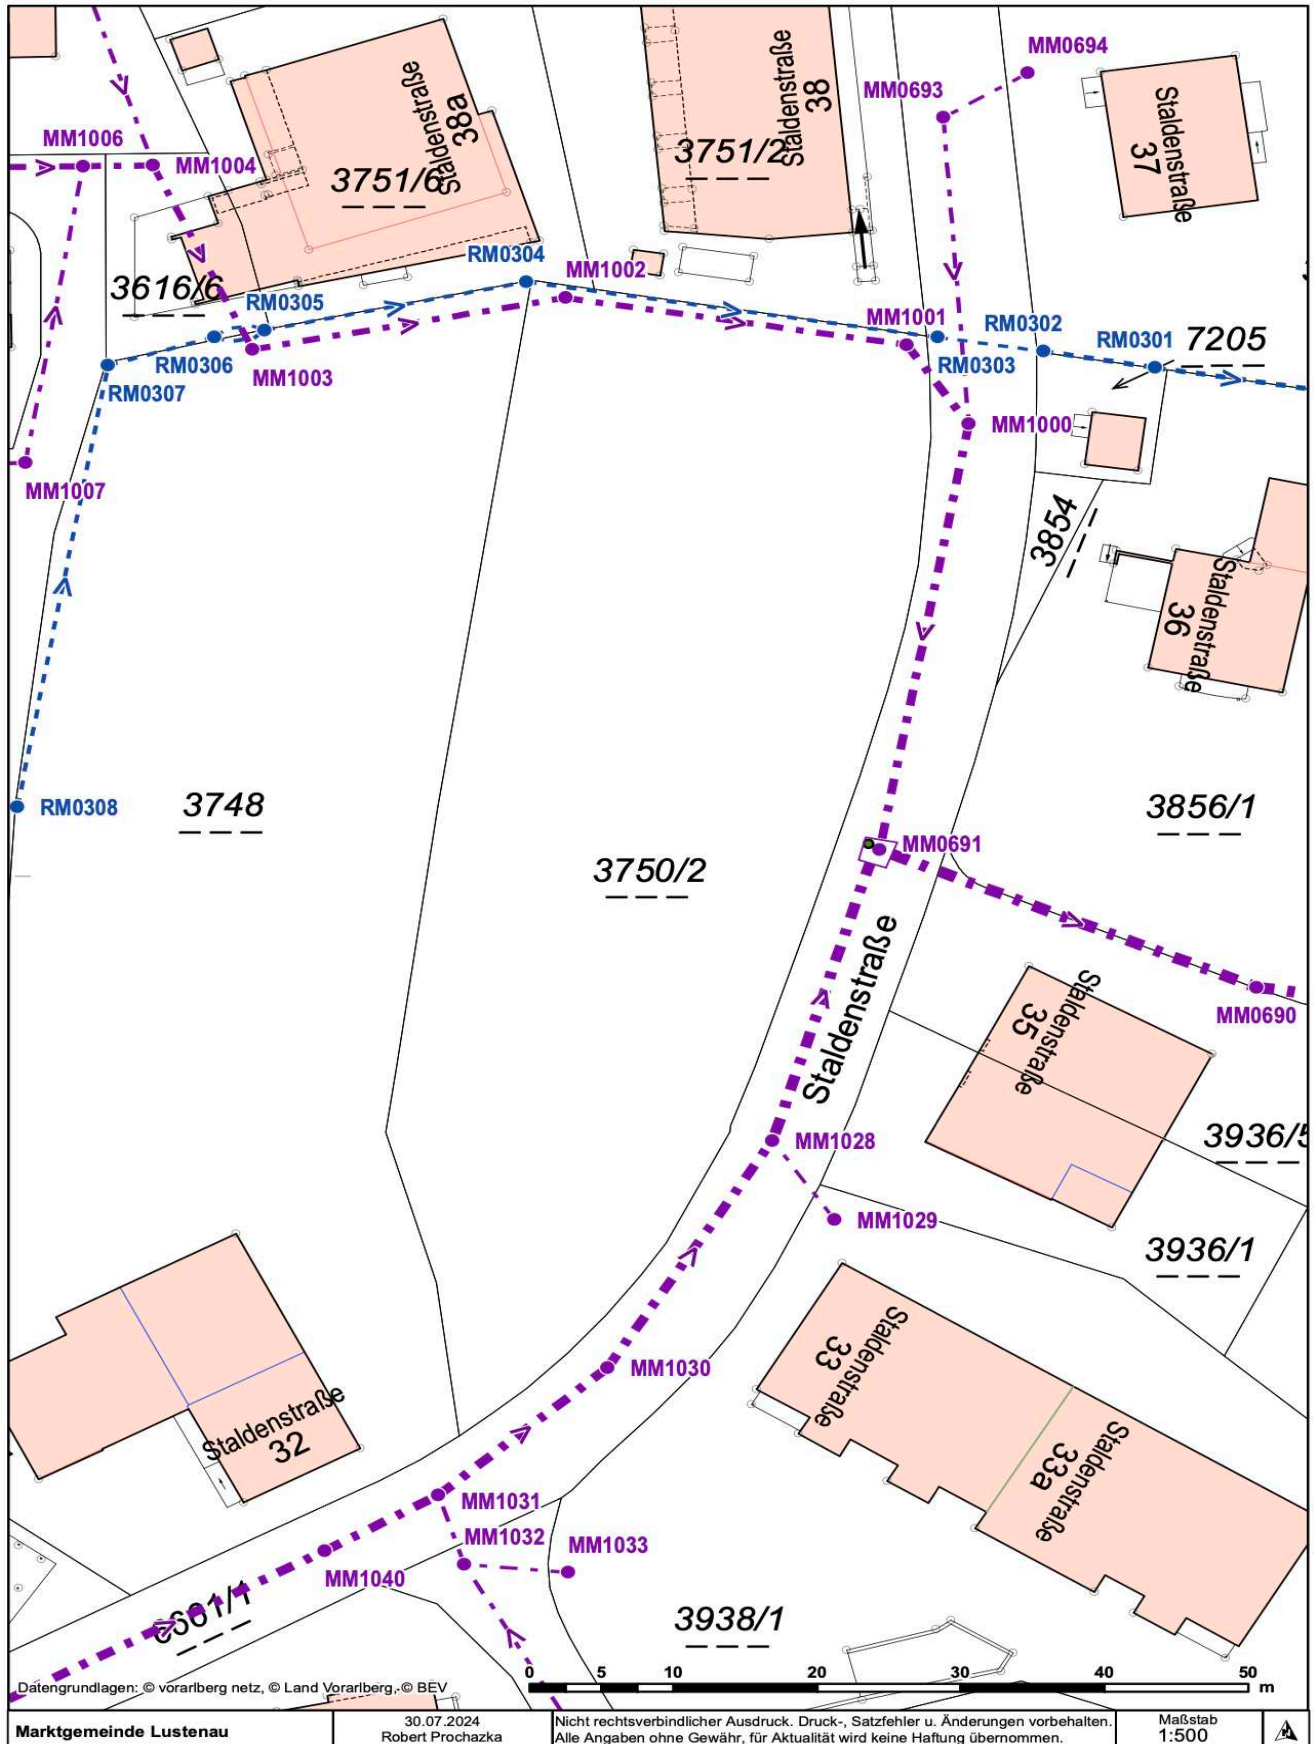 MM0694
MM0693
Staldenstraße
38a
Staldenstraße
38
Staldenstraße
37
MM1006
MM1004
3751/6
3751/2
RM0304
MM1002
3616/6
RM0305
MM1001
RM0302
RM0301
7205
RM0306
MM1003
RM0303
RM0307
MM1000
MM1007
3854
Staldenstraße
36
RM0308
3748
3856/1
MM0691
3750/2
Staldenstraße
MM0690
Staldenstraße
35
MM1028
3936/5
MM1029
3936/1
MM1030
Staldenstraße
33
Staldenstraße
32
Staldenstraße
33a
MM1031
MM1032
MM1033
MM1040
6661/1
3938/1
0 5 10 20 30 40 50 m
Datengrundlagen: © vorarlberg netz, © Land Vorarlberg, © BEV
Marktgemeinde Lustenau
30.07.2024
Robert Prochazka
Nicht rechtsverbindlicher Ausdruck. Druck-, Satzfehler u. Änderungen vorbehalten.
Alle Angaben ohne Gewähr, für Aktualität wird keine Haftung übernommen.
Maßstab
1:500